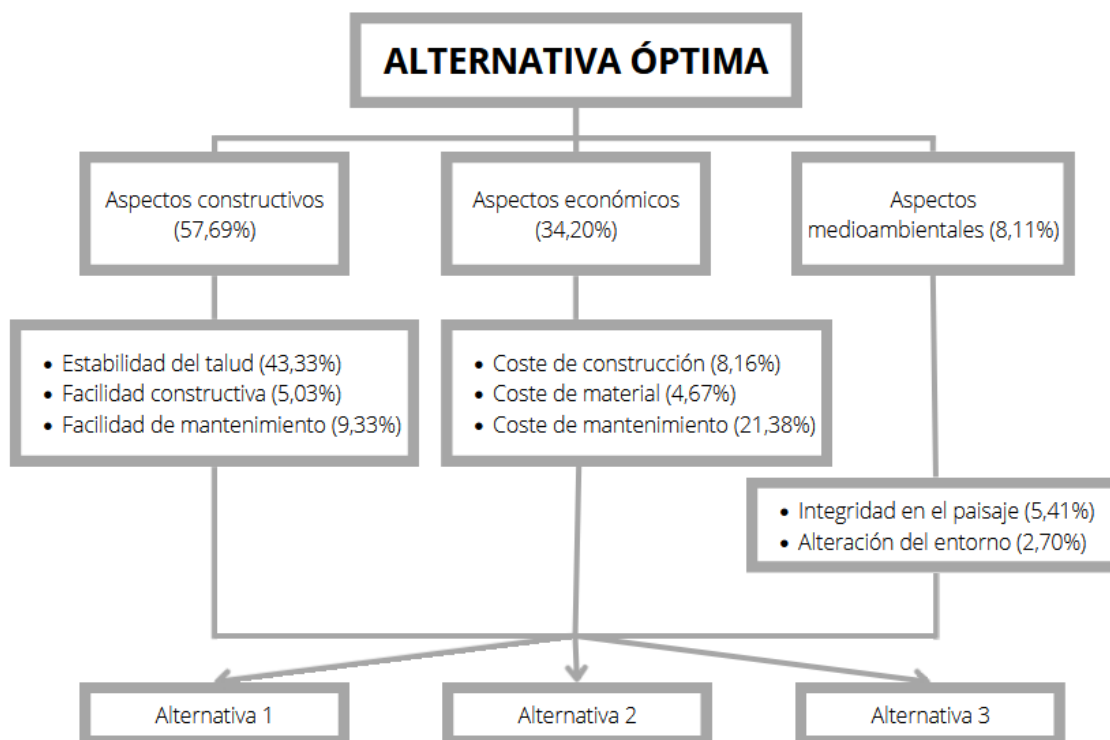 ALTERNATIVA ÓPTIMA
Aspectos constructivos
(57,69%)
Aspectos económicos
(34,20%)
Aspectos
medioambientales (8,11%)
• Estabilidad del talud (43,33%)
• Facilidad constructiva (5,03%)
• Facilidad de mantenimiento (9,33%)
• Coste de construcción (8,16%)
• Coste de material (4,67%)
• Coste de mantenimiento (21,38%)
• Integridad en el paisaje (5,41%)
• Alteración del entorno (2,70%)
Alternativa 1
Alternativa 2
Alternativa 3